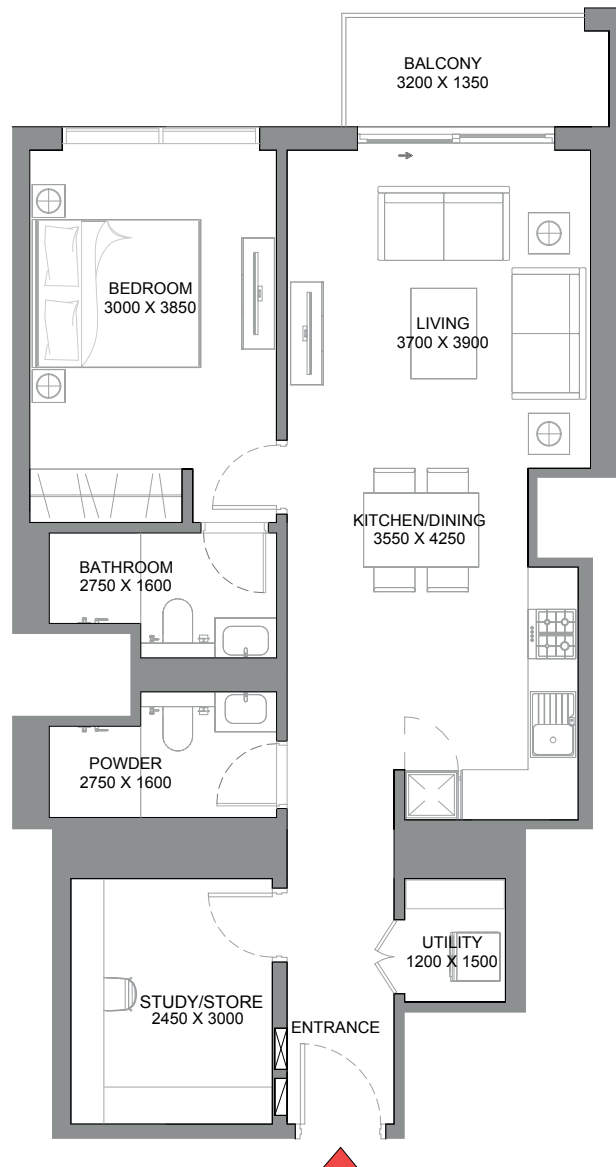 BALCONY
3200 X 1350
BEDROOM
3000 X 3850
LIVING
3700 X 3900
KITCHEN/DINING
3550 X 4250
BATHROOM
2750 X 1600
POWDER
2750 X 1600
UTILITY
1200 X 1500
STUDY/STORE
2450 X 3000
ENTRANCE